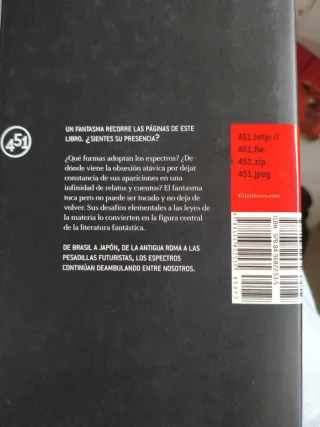 451
UN FANTASMA RECORRE LAS PÁGINAS DE ESTE
LIBRO. ¿SIENTES SU PRESENCIA?
¿Qué formas adoptan los espectros? ¿De
dónde viene la obsesión atávica por dejar
constancia de sus apariciones en una
infinidad de relatos y cuentos? El fantasma
toca pero no puede ser tocado y no deja de
volver. Sus desafíos elementales a las leyes de
la materia lo convierten en la figura central
de la literatura fantástica.
DE BRASIL A JAPÓN, DE LA ANTIGUA ROMA A LAS
PESADILLAS FUTURISTAS, LOS ESPECTROS
CONTINÚAN DEAMBULANDO ENTRE NOSOTROS.
451.http://
451.zip
451.jpeg
451editores.com